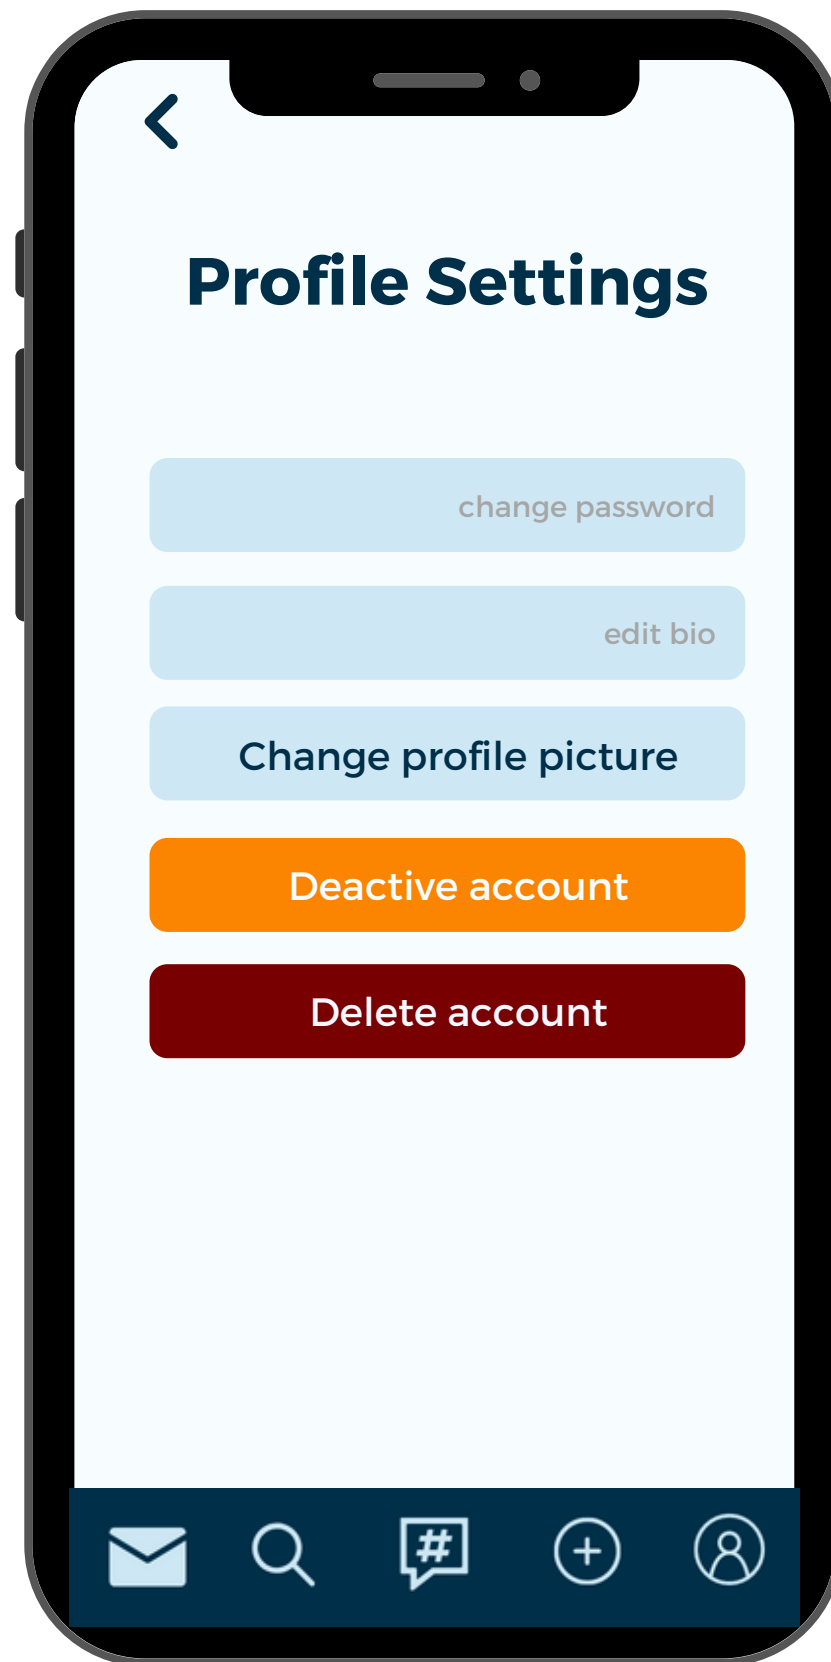 Profile Settings
change password
edit bio
Change profile picture
Deactive account
Delete account
#